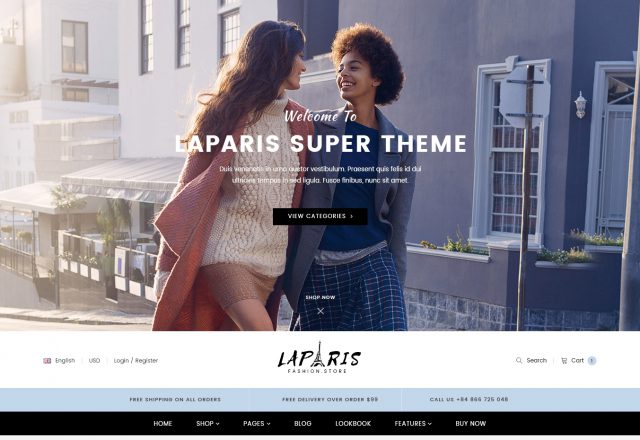 Welcome To
LAPARIS SUPER THEME
Duis venenatis in urna auctor vestibulum. Praesent quis felis id dui
ultricies tempus in sed ligula. Fusce finibus, nunc sit amet.
VIEW CATEGORIES
SHOP NOW
English USD Login / Register
LAPARIS
FASHION.STORE
Search Cart
FREE SHIPPING ON ALL ORDERS FREE DELIVERY OVER ORDER $99 CALL US +84 866 725 048
HOME SHOP PAGES BLOG LOOKBOOK FEATURES BUY NOW